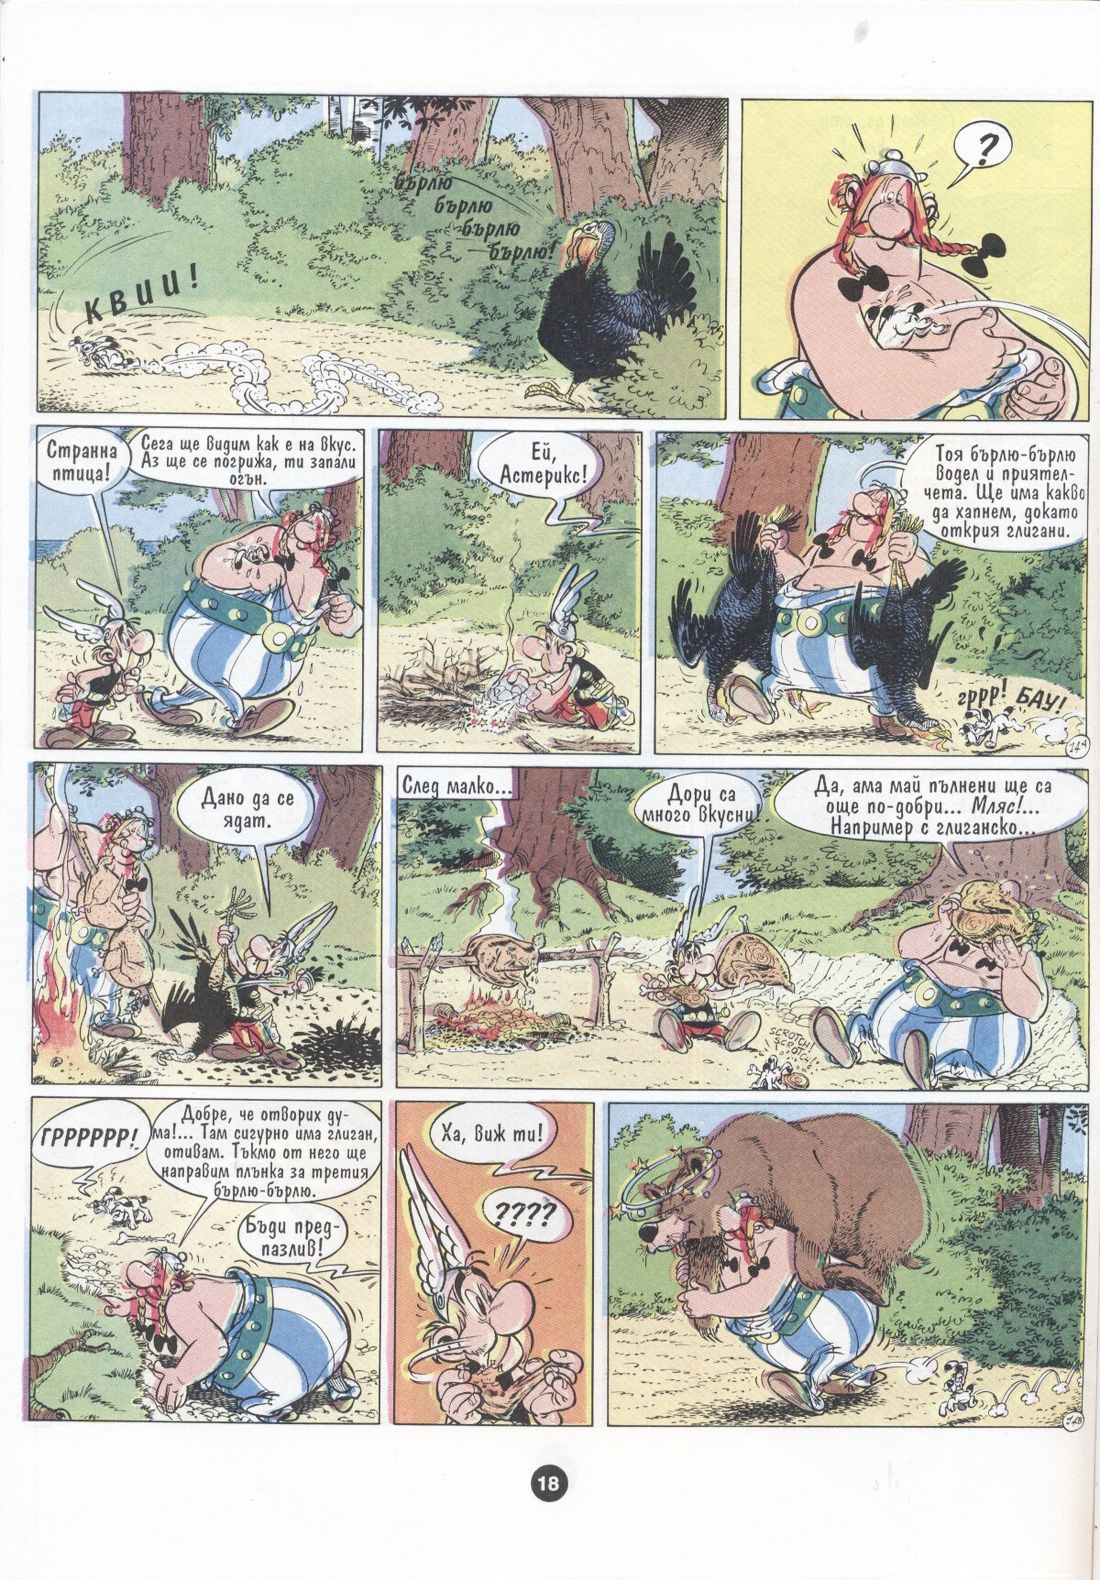 бърлю
бърлю
бърлю
бърлю!
КВИИ!
?
Странна
птица!
Сега ще видим как е на вкус.
Аз ще се погрижа, ти запали
огън.
Ей,
Астерикс!
Тоя бърлю-бърлю
водел и приятел-
чета. Ще има какво
да хапнем, докато
открия глигани.
гррр! БАУ!
14A
Дано да се
ядат.
След малко...
Дори са
много вкусни!
Да, ама май пълнени ще са
още по-добри... Мляс!...
Например с глиганско...
SCROTCH!
SCROTCH!
ГРРРРРР!
Добре, че отворих ду-
ма!... Там сигурно има глиган,
отивам. Тъкмо от него ще
направим плънка за третия
бърлю-бърлю.
Бъди пред-
пазлив!
Ха, виж ти!
????
14B
18